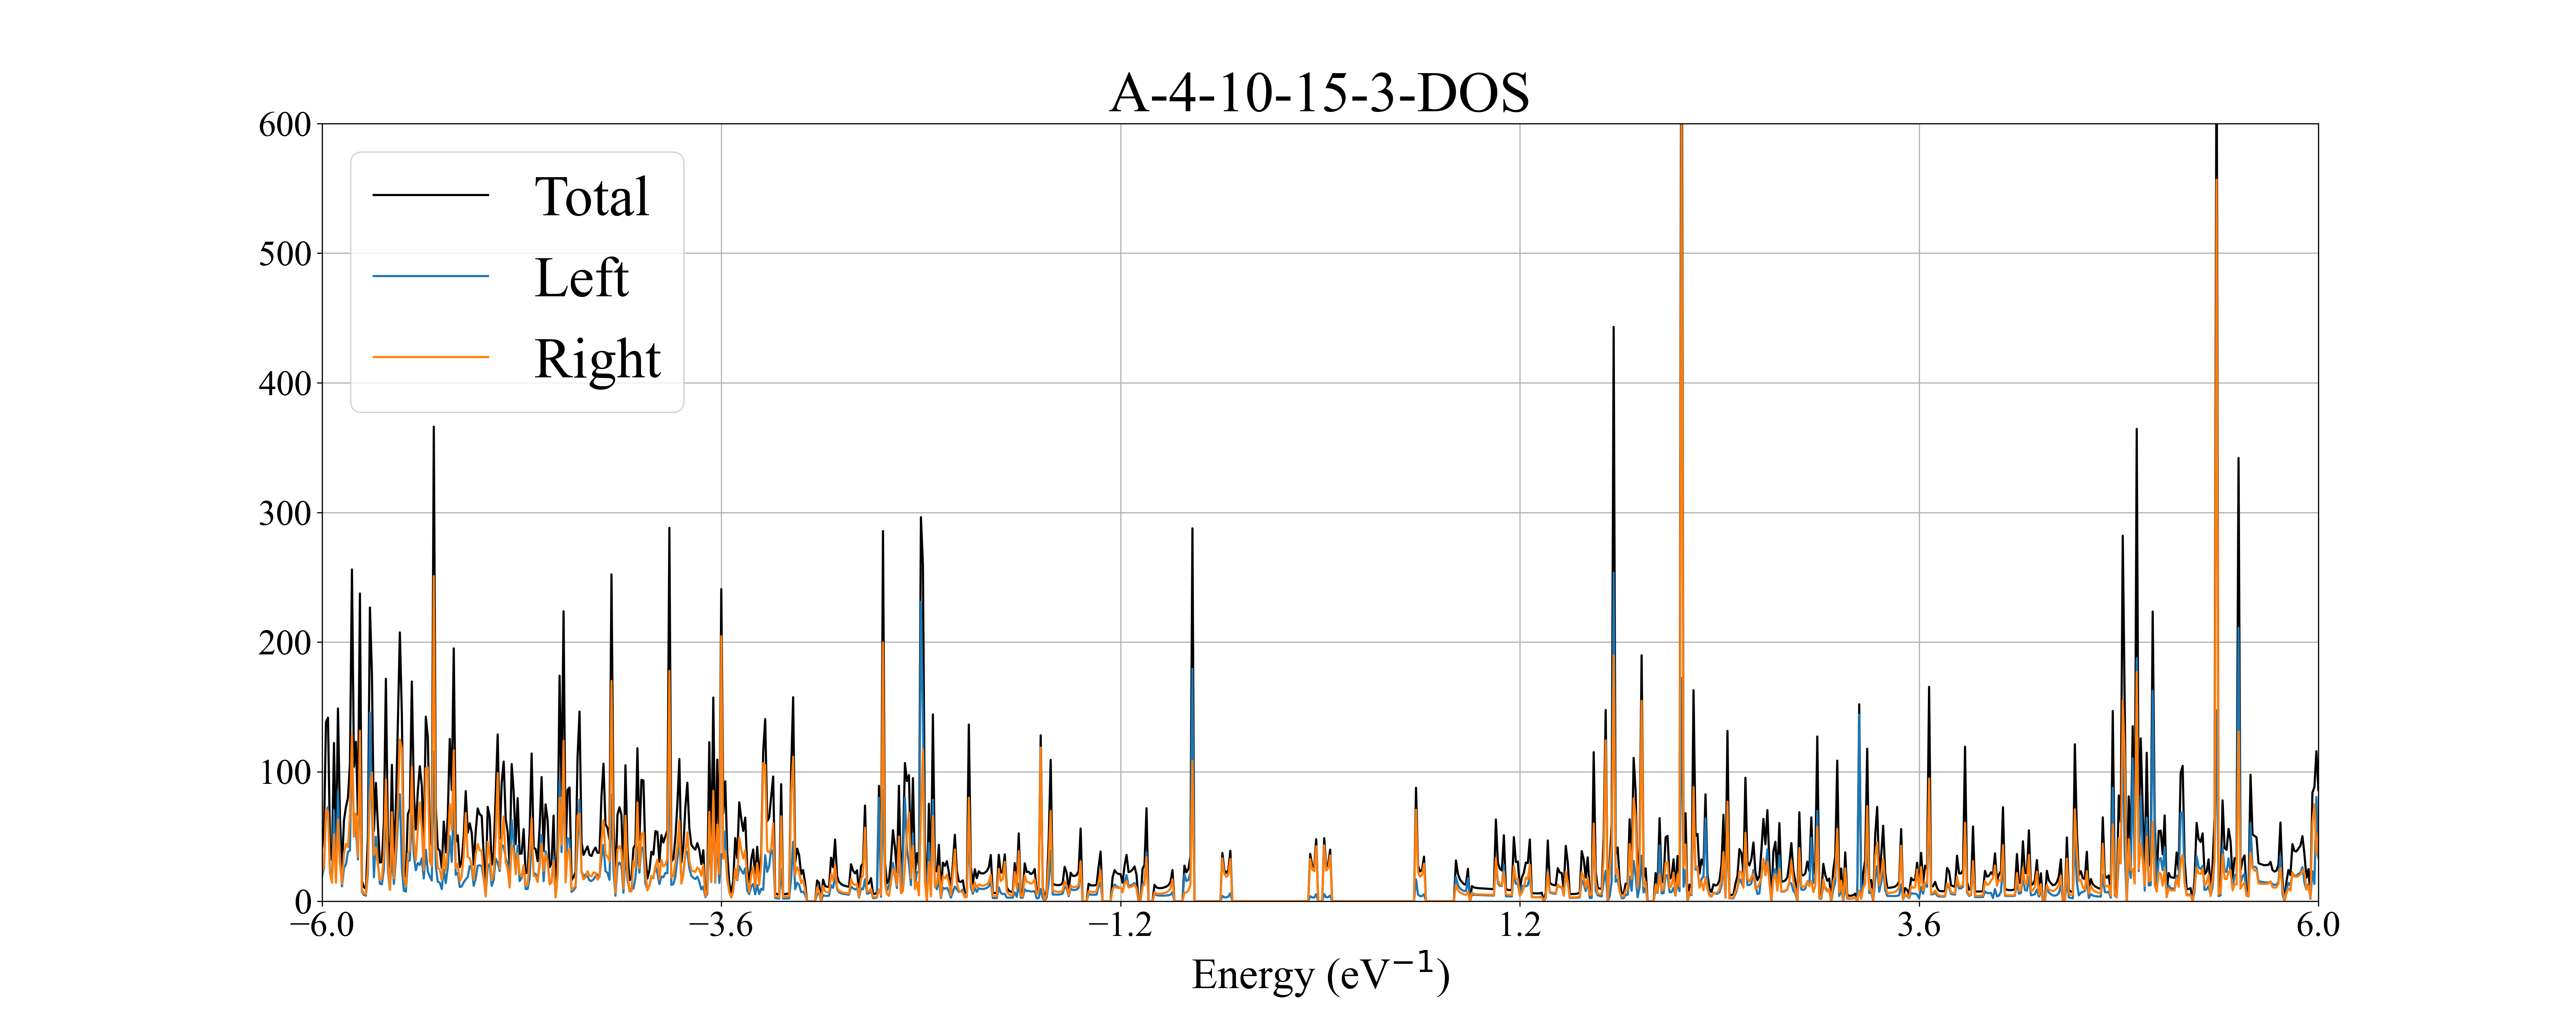 A-4-10-15-3-DOS
600
500
400
300
200
100
0
Total
Left
Right
−6.0
−3.6
−1.2
1.2
3.6
6.0
Energy (eV⁻¹)